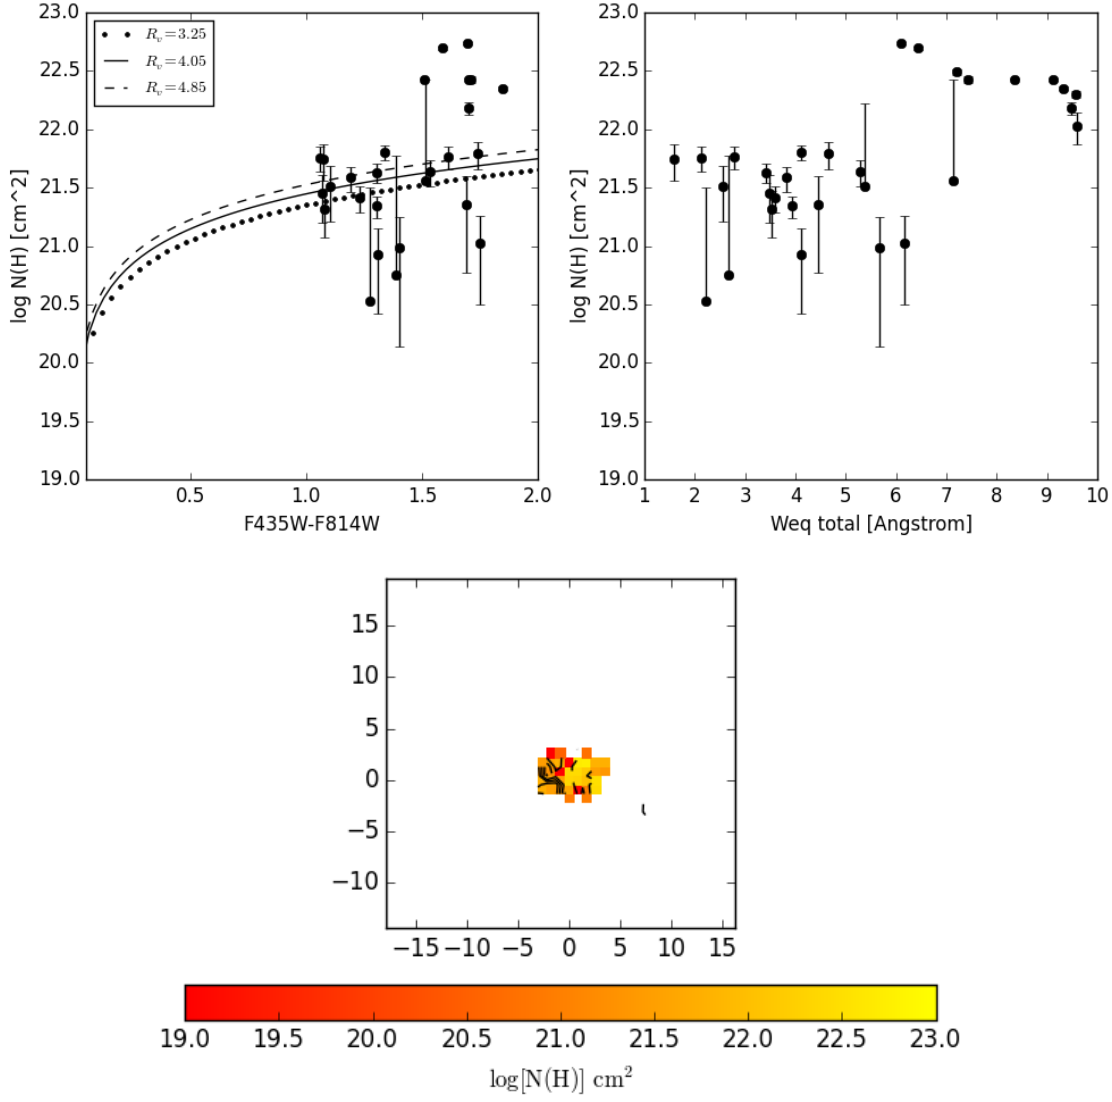 23.0
22.5
22.0
21.5
21.0
20.5
20.0
19.5
19.0
log N(H) [cm^2]
R_v=3.25
R_v=4.05
R_v=4.85
0.5 1.0 1.5 2.0
F435W-F814W
23.0
22.5
22.0
21.5
21.0
20.5
20.0
19.5
19.0
log N(H) [cm^2]
1 2 3 4 5 6 7 8 9 10
Weq total [Angstrom]
15
10
5
0
−5
−10
−15 −10 −5 0 5 10 15
19.0 19.5 20.0 20.5 21.0 21.5 22.0 22.5 23.0
log[N(H)] cm²